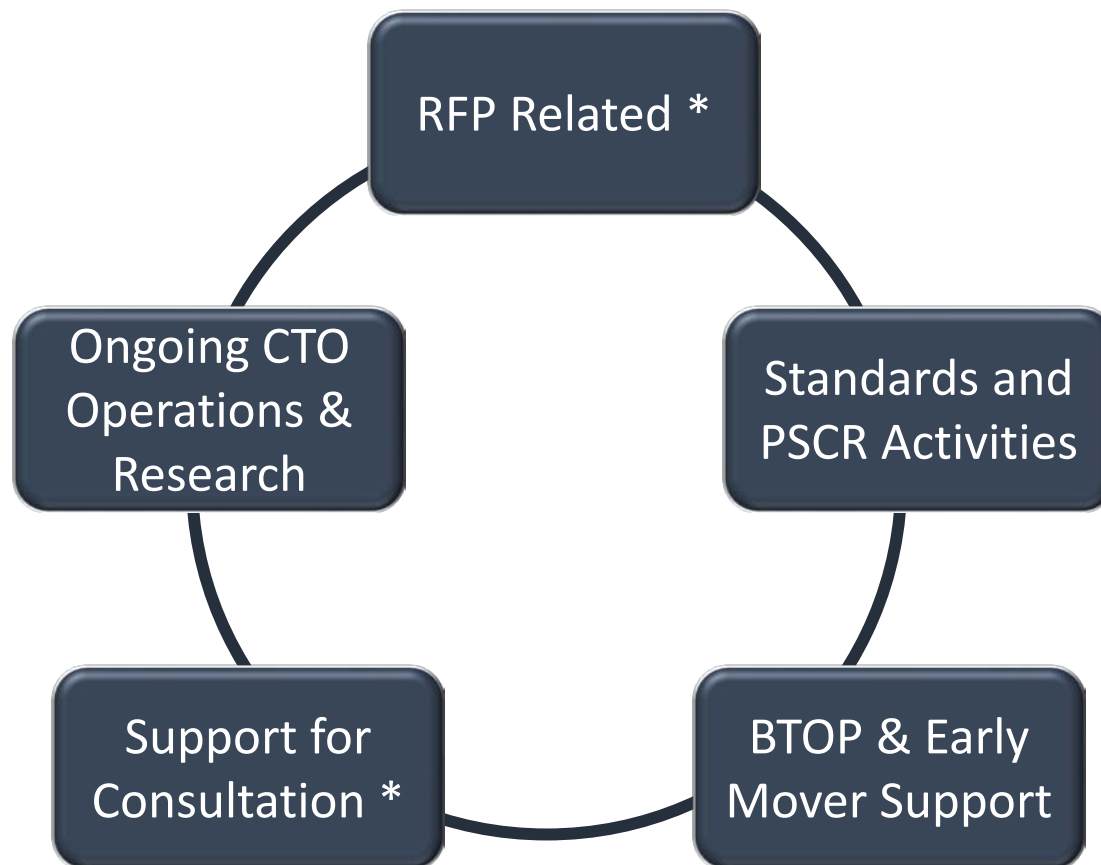 RFP Related *
Ongoing CTO
Operations &
Research
Standards and
PSCR Activities
Support for
Consultation *
BTOP & Early
Mover Support